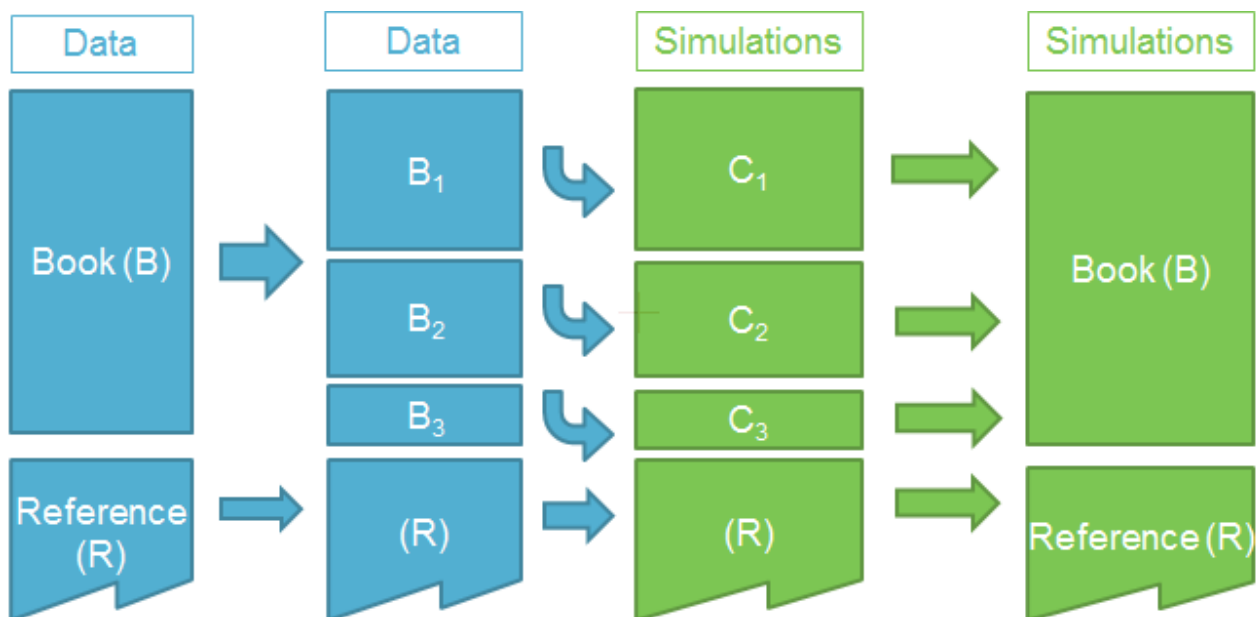 Data
Data
Simulations
Simulations
Book (B)
B₁
B₂
B₃
C₁
C₂
C₃
Book (B)
Reference
(R)
(R)
(R)
Reference (R)